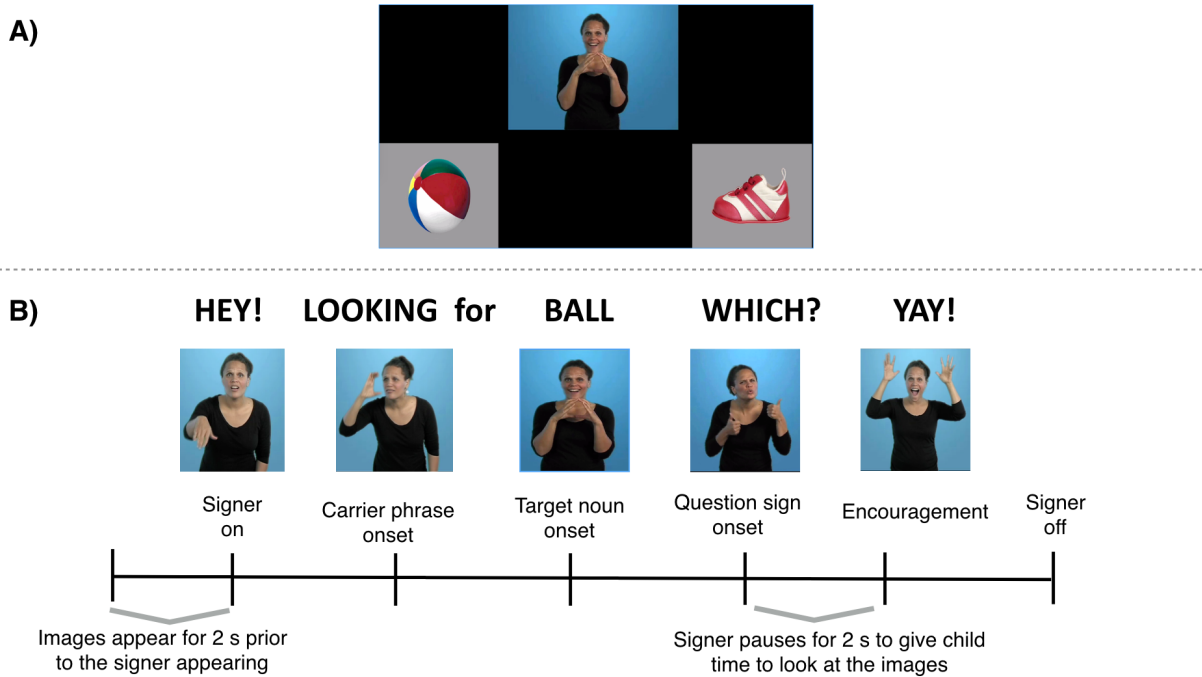 A)
B)
HEY! LOOKING for BALL WHICH? YAY!
Signer
on
Carrier phrase
onset
Target noun
onset
Question sign
onset
Encouragement
Signer
off
Images appear for 2 s prior
to the signer appearing
Signer pauses for 2 s to give child
time to look at the images